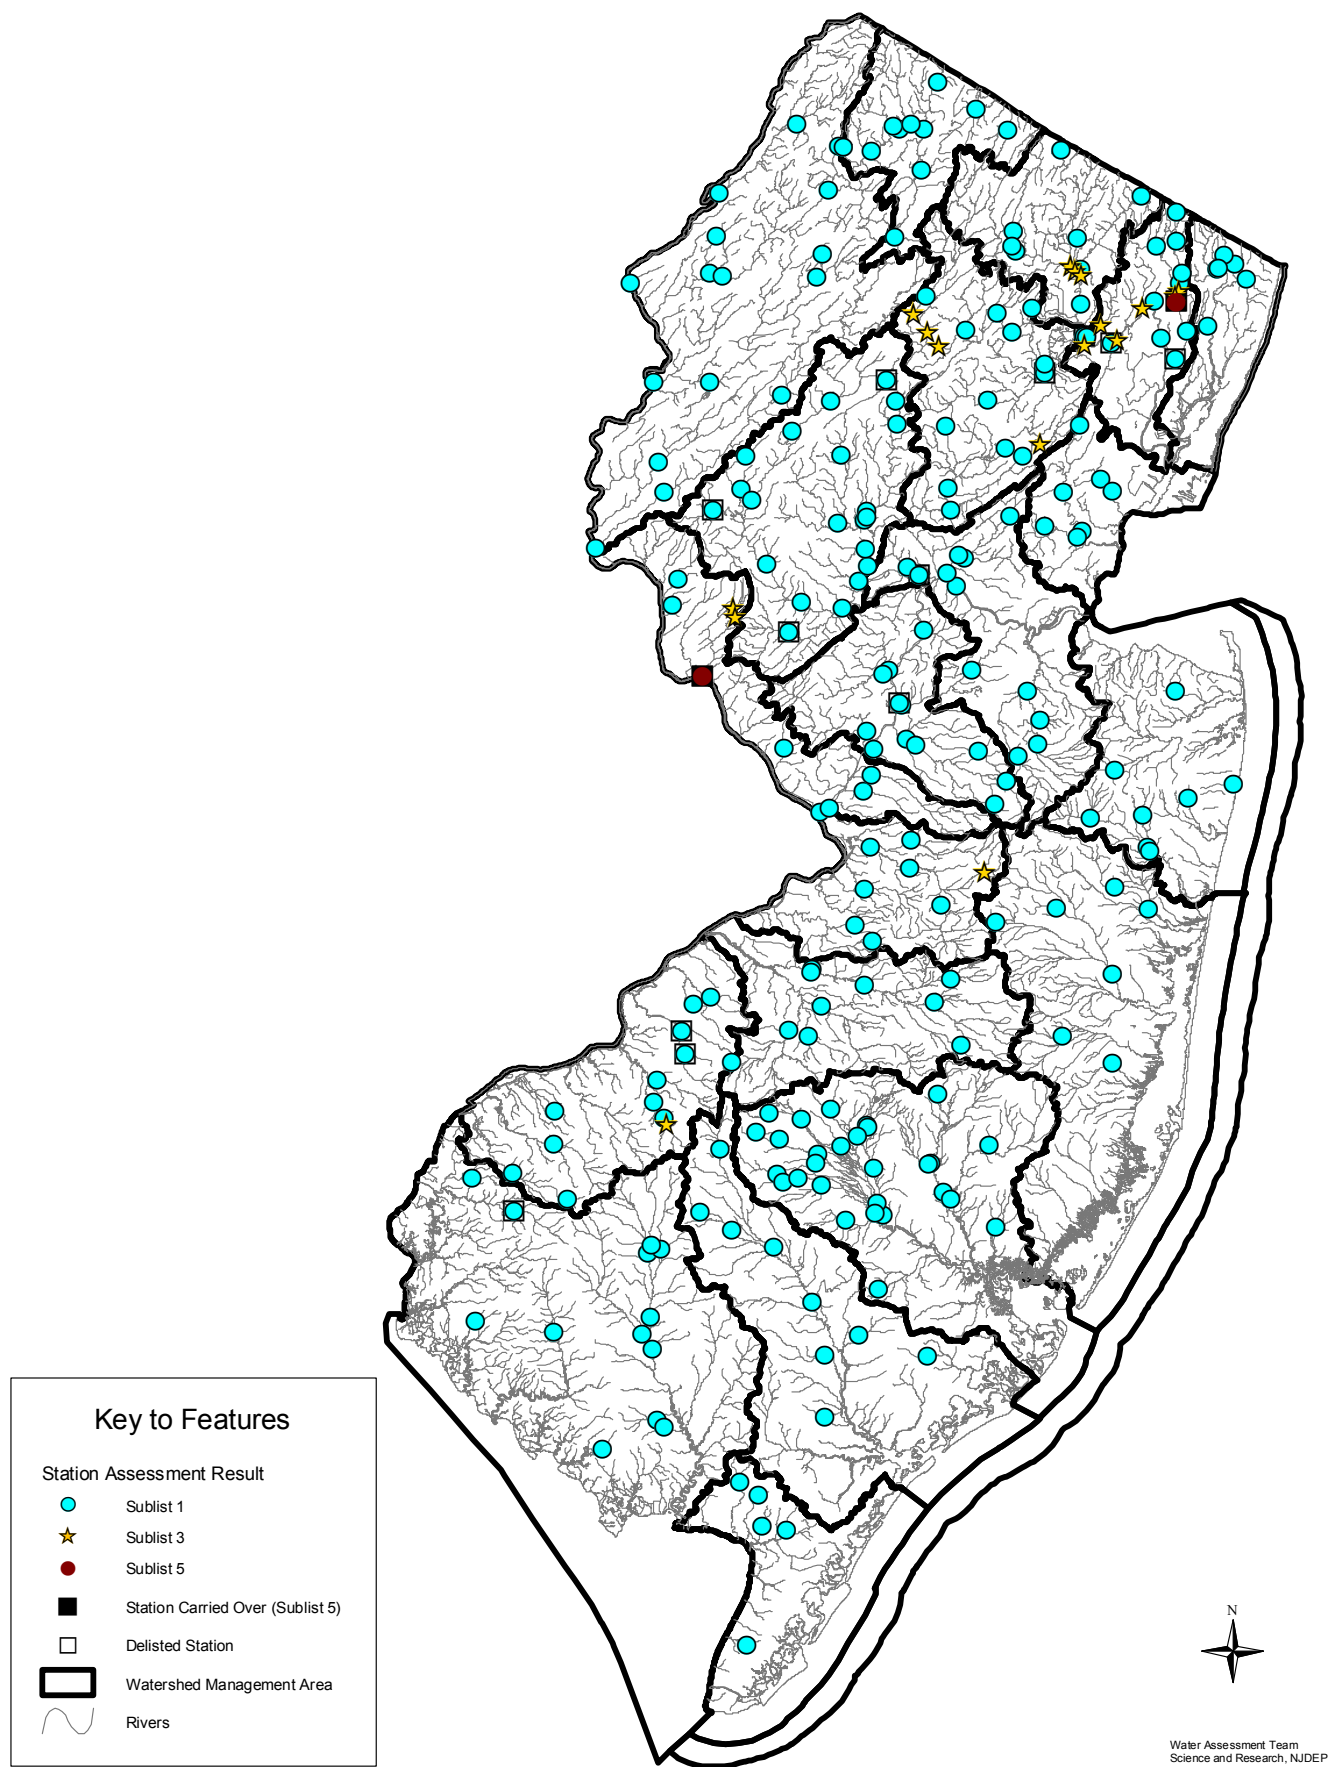 Key to Features
Station Assessment Result
Sublist 1
Sublist 3
Sublist 5
Station Carried Over (Sublist 5)
Delisted Station
Watershed Management Area
Rivers
N
Water Assessment Team
Science and Research, NJDEP